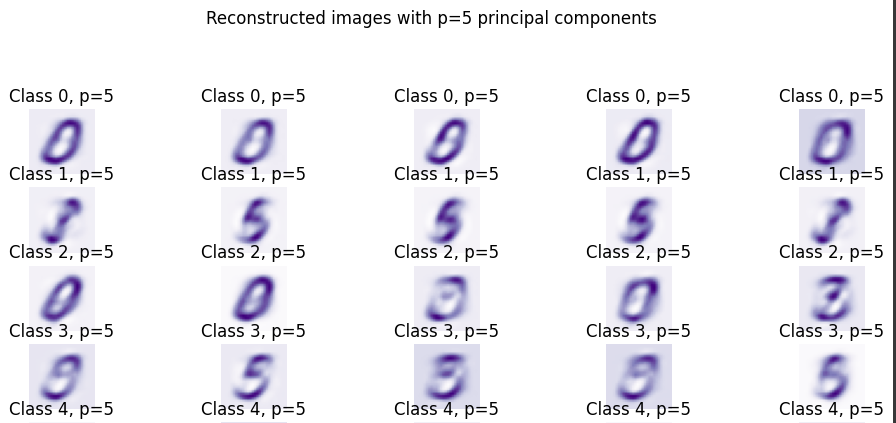 Reconstructed images with p=5 principal components
Class 0, p=5 Class 0, p=5 Class 0, p=5 Class 0, p=5 Class 0, p=5
Class 1, p=5 Class 1, p=5 Class 1, p=5 Class 1, p=5 Class 1, p=5
Class 2, p=5 Class 2, p=5 Class 2, p=5 Class 2, p=5 Class 2, p=5
Class 3, p=5 Class 3, p=5 Class 3, p=5 Class 3, p=5 Class 3, p=5
Class 4, p=5 Class 4, p=5 Class 4, p=5 Class 4, p=5 Class 4, p=5